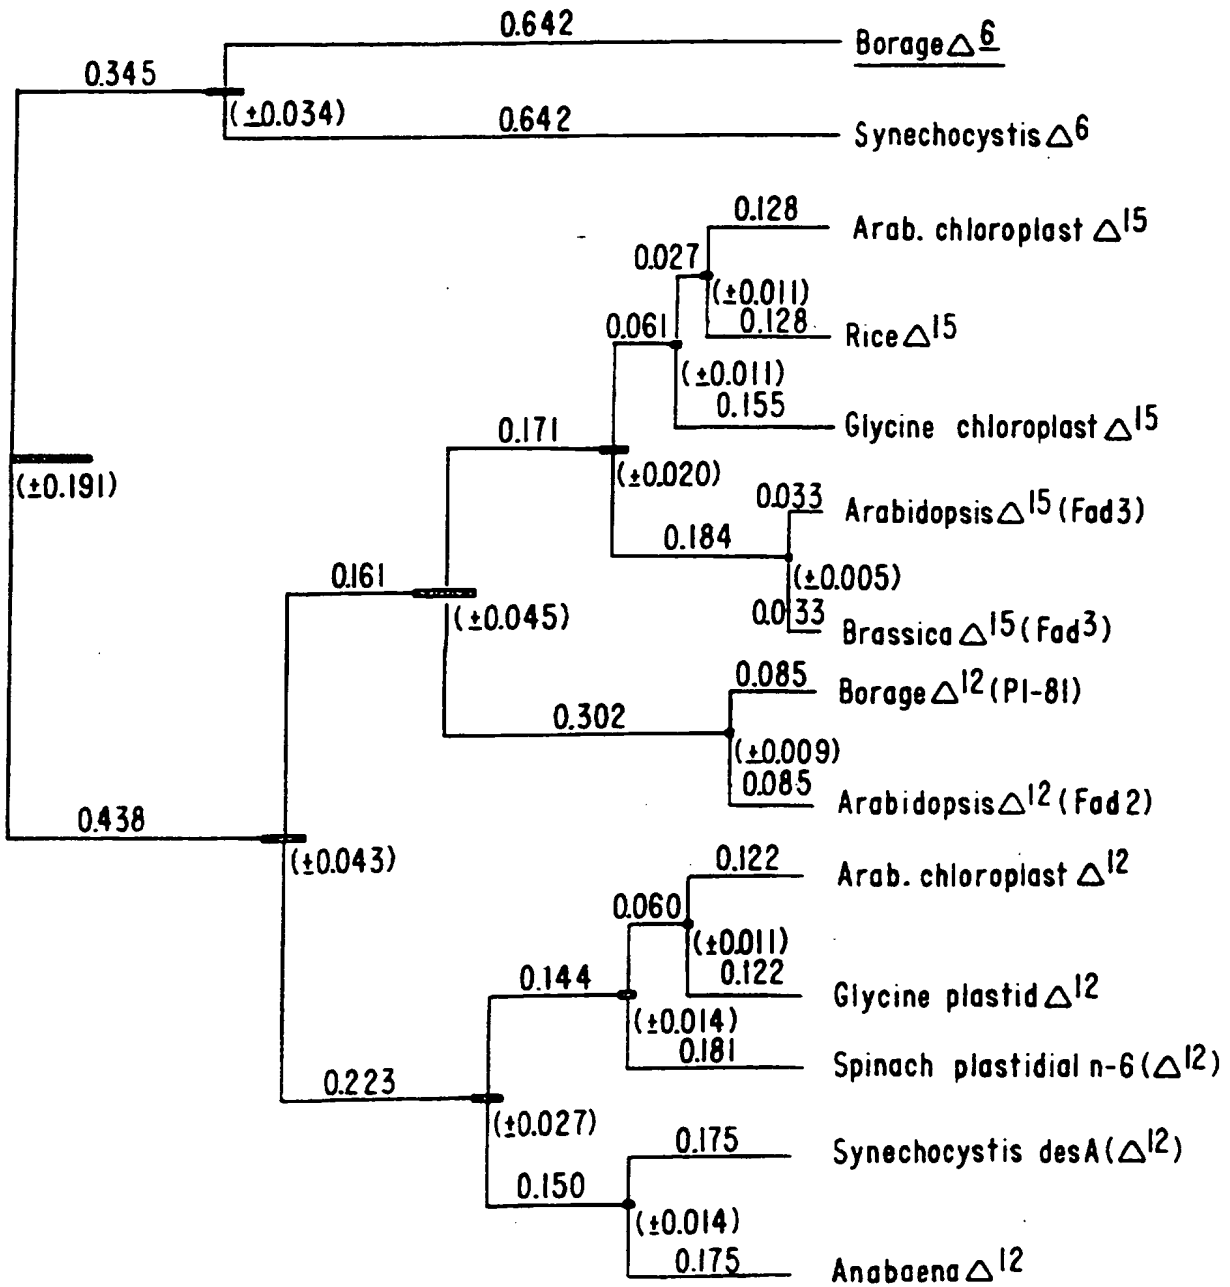 0.642
Borage △6
0.345
(±0.034)
0.642
Synechocystis △6
0.128
Arab. chloroplast △15
0.027
(±0.011)
0.061
0.128
Rice △15
(±0.011)
0.155
Glycine chloroplast △15
0.171
(±0.191)
(±0.020)
0.033
Arabidopsis △15 (Fad3)
0.184
(±0.005)
0.161
(±0.045)
0.033
Brassica △15 (Fad3)
0.085
Borage △12 (PI-81)
0.302
(±0.009)
0.085
Arabidopsis △12 (Fad2)
0.438
(±0.043)
0.122
Arab. chloroplast △12
0.060
(±0.011)
0.144
0.122
Glycine plastid △12
(±0.014)
0.181
Spinach plastidial n-6 (△12)
0.223
(±0.027)
0.175
Synechocystis desA (△12)
0.150
(±0.014)
0.175
Anabaena △12